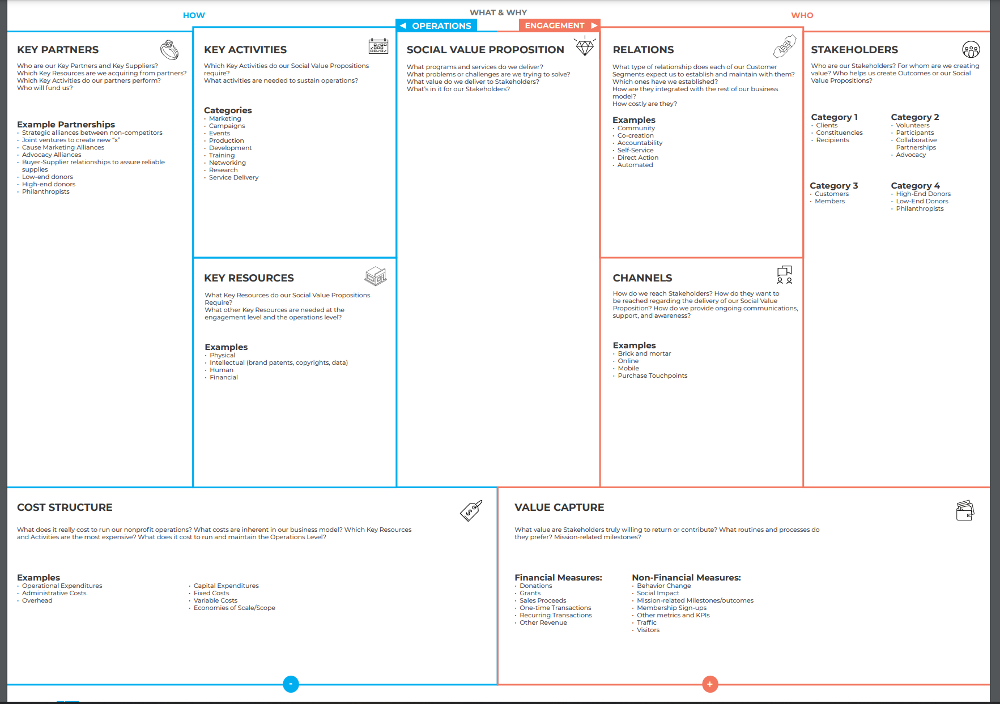 HOW
WHAT & WHY
WHO
◀ OPERATIONS
ENGAGEMENT ▶
KEY PARTNERS
Who are our Key Partners and Key Suppliers?
Which Key Resources are we acquiring from partners?
Which Key Activities do our partners perform?
Who will fund us?
Example Partnerships
• Strategic alliances between non-competitors
• Joint ventures to create new “x”
• Cause Marketing Alliances
• Advocacy Alliances
• Buyer-Supplier relationships to assure reliable
supplies
• Low-end donors
• High-end donors
• Philanthropists
KEY ACTIVITIES
Which Key Activities do our Social Value Propositions
require?
What activities are needed to sustain operations?
Categories
• Marketing
• Campaigns
• Events
• Production
• Development
• Training
• Networking
• Research
• Service Delivery
KEY RESOURCES
What Key Resources do our Social Value Propositions
Require?
What other Key Resources are needed at the
engagement level and the operations level?
Examples
• Physical
• Intellectual (brand patents, copyrights, data)
• Human
• Financial
SOCIAL VALUE PROPOSITION
What programs and services do we deliver?
What problems or challenges are we trying to solve?
What value do we deliver to Stakeholders?
What’s in it for our Stakeholders?
RELATIONS
What type of relationship does each of our Customer
Segments expect us to establish and maintain with them?
Which ones have we established?
How are they integrated with the rest of our business
model?
How costly are they?
Examples
• Community
• Co-creation
• Accountability
• Self-Service
• Direct Action
• Automated
CHANNELS
How do we reach Stakeholders? How do they want to
be reached regarding the delivery of our Social Value
Proposition? How do we provide ongoing communications,
support, and awareness?
Examples
• Brick and mortar
• Online
• Mobile
• Purchase Touchpoints
STAKEHOLDERS
Who are our Stakeholders? For whom are we creating
value? Who helps us create Outcomes or our Social
Value Propositions?
Category 1
• Clients
• Constituencies
• Recipients
Category 2
• Volunteers
• Participants
• Collaborative
Partnerships
• Advocacy
Category 3
• Customers
• Members
Category 4
• High-End Donors
• Low-End Donors
• Philanthropists
COST STRUCTURE
What does it really cost to run our nonprofit operations? What costs are inherent in our business model? Which Key Resources
and Activities are the most expensive? What does it cost to run and maintain the Operations Level?
Examples
• Operational Expenditures
• Administrative Costs
• Overhead
• Capital Expenditures
• Fixed Costs
• Variable Costs
• Economies of Scale/Scope
-
VALUE CAPTURE
What value are Stakeholders truly willing to return or contribute? What routines and processes do
they prefer? Mission-related milestones?
Financial Measures:
• Donations
• Grants
• Sales Proceeds
• One-time Transactions
• Recurring Transactions
• Other Revenue
Non-Financial Measures:
• Behavior Change
• Social Impact
• Mission-related Milestones/outcomes
• Membership Sign-ups
• Other metrics and KPIs
• Traffic
• Visitors
+